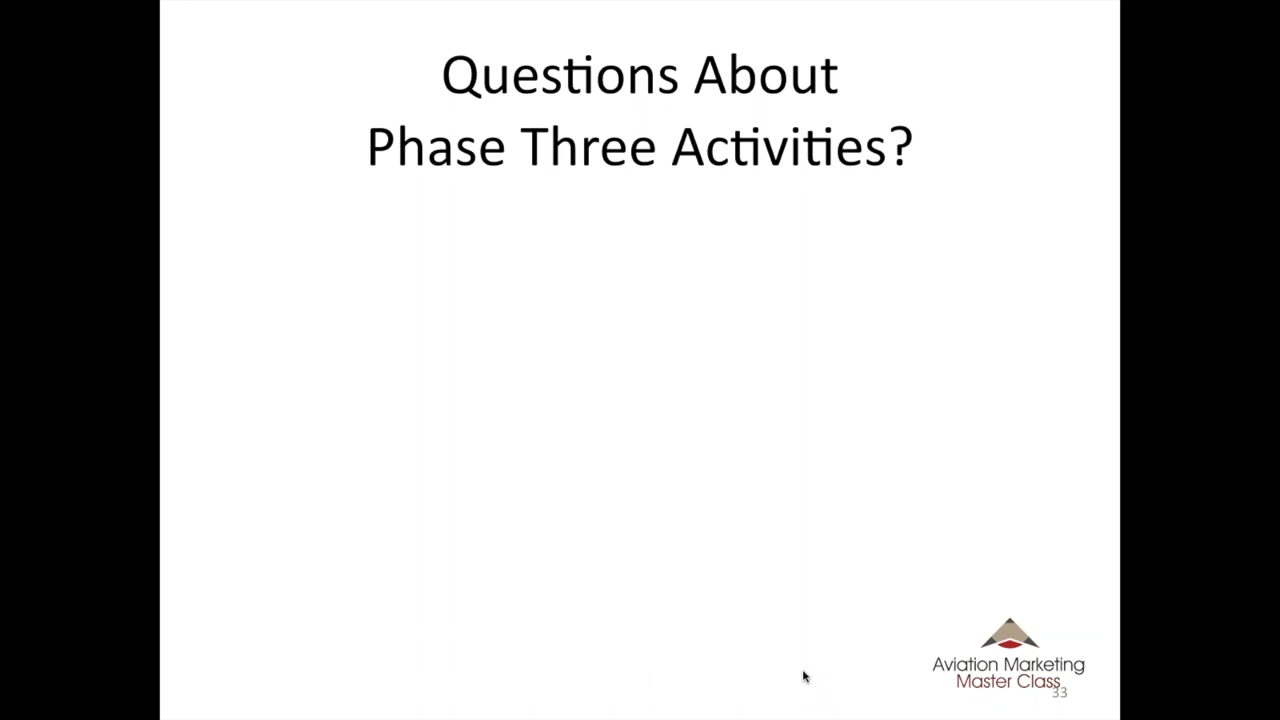 Questions About
Phase Three Activities?
Aviation Marketing
Master Class
33